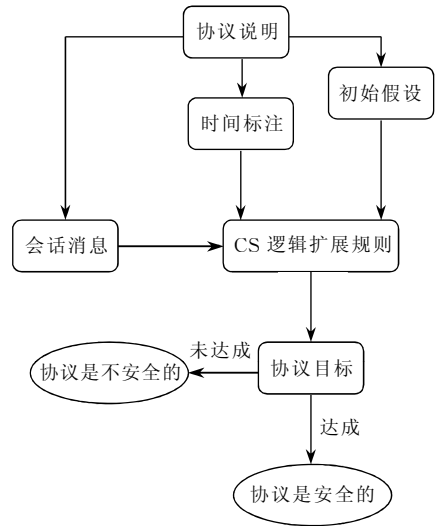 协议说明
初始假设
时间标注
会话消息
CS 逻辑扩展规则
未达成
协议是不安全的
协议目标
达成
协议是安全的